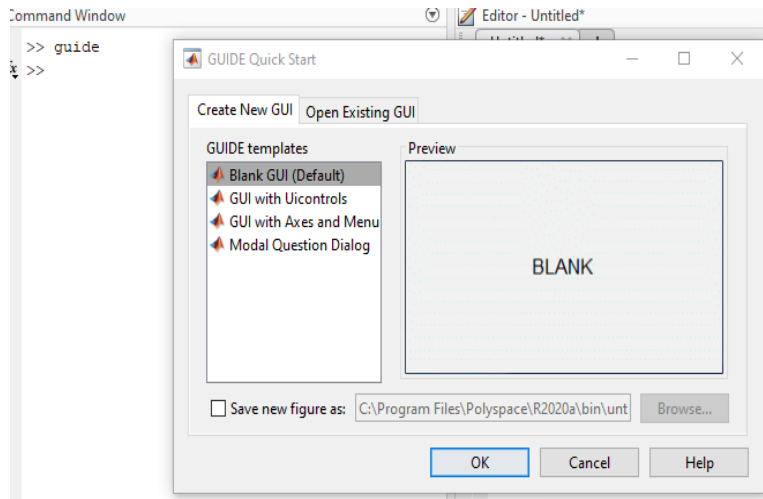 Command Window
Editor - Untitled*
>> guide
>>
GUIDE Quick Start
Create New GUI
Open Existing GUI
GUIDE templates
Preview
Blank GUI (Default)
GUI with Uicontrols
GUI with Axes and Menu
Modal Question Dialog
BLANK
Save new figure as:
C:\Program Files\Polyspace\R2020a\bin\unt
Browse...
OK
Cancel
Help